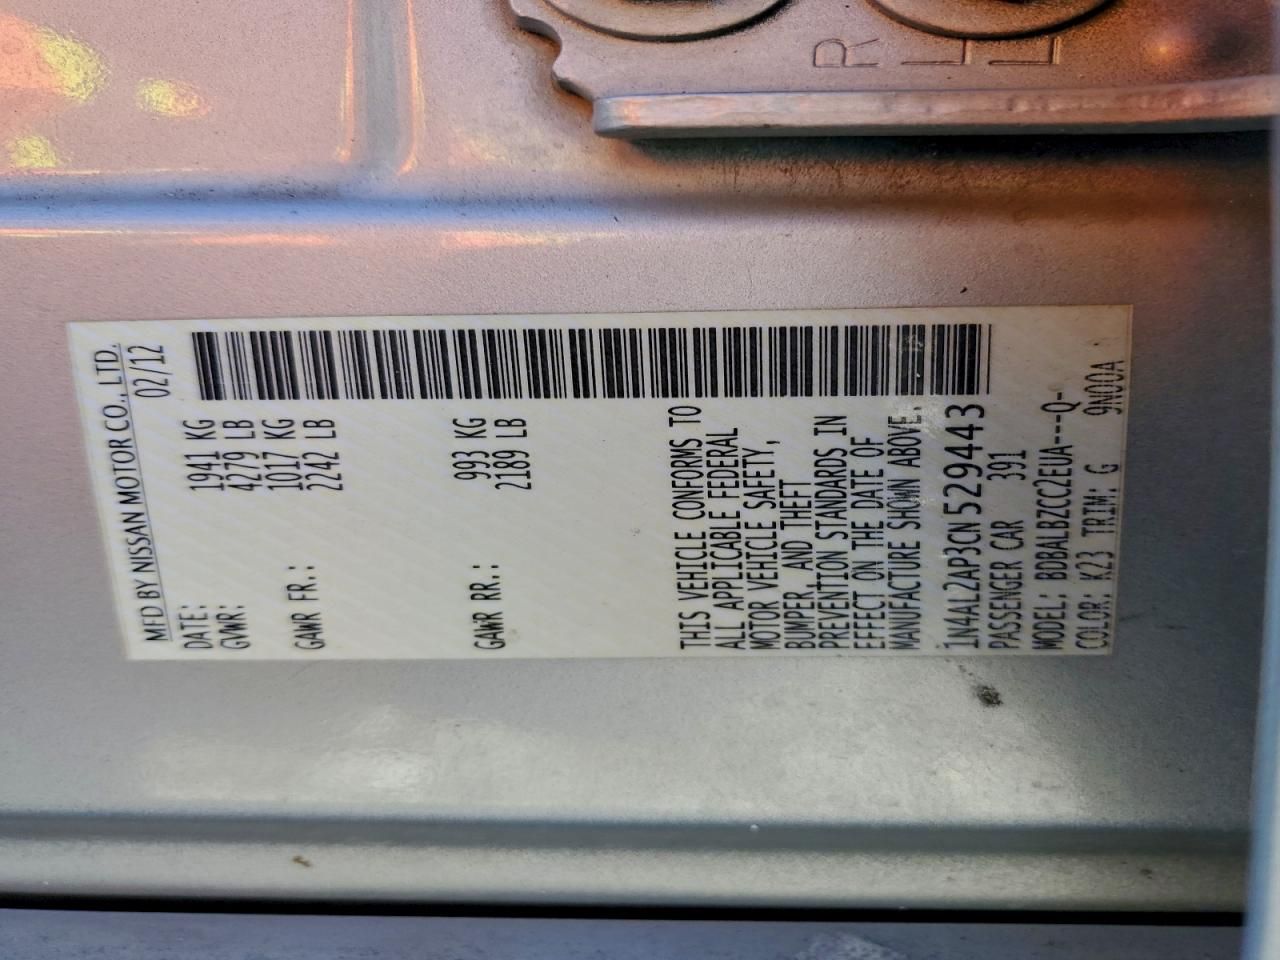 R
L
L
MFD BY NISSAN MOTOR CO., LTD.
DATE: 02/12
GVWR: 1941 KG
4279 LB
GAWR FR.: 1017 KG
2242 LB
GAWR RR.: 993 KG
2189 LB
THIS VEHICLE CONFORMS TO
ALL APPLICABLE FEDERAL
MOTOR VEHICLE SAFETY,
BUMPER, AND THEFT
PREVENTION STANDARDS IN
EFFECT ON THE DATE OF
MANUFACTURE SHOWN ABOVE.
1N4AL2AP3CN529443
PASSENGER CAR 391
MODEL: BDBALBZCC2EUA---Q-
COLOR: K23 TRIM: G 9N00A